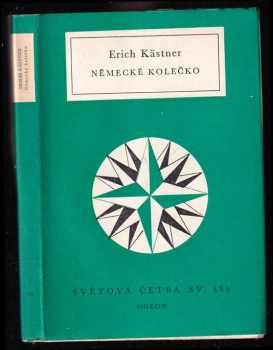 Erich Kästner
NĚMECKÉ KOLEČKO
SVĚTOVÁ ČETBA SV.
ODEON